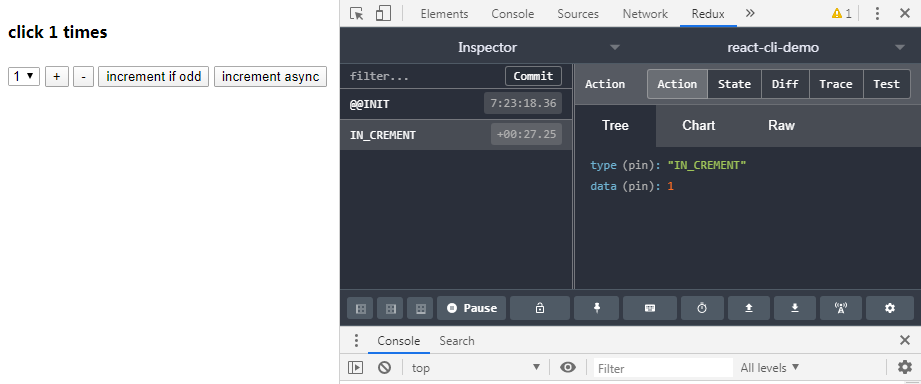 click 1 times
1 + - increment if odd increment async
Elements Console Sources Network Redux » 1
Inspector react-cli-demo
filter... Commit
@@INIT 7:23:18.36
IN_CREMENT +00:27.25
Action Action State Diff Trace Test
Tree Chart Raw
type (pin): "IN_CREMENT"
data (pin): 1
Pause
Console Search
top Filter All levels